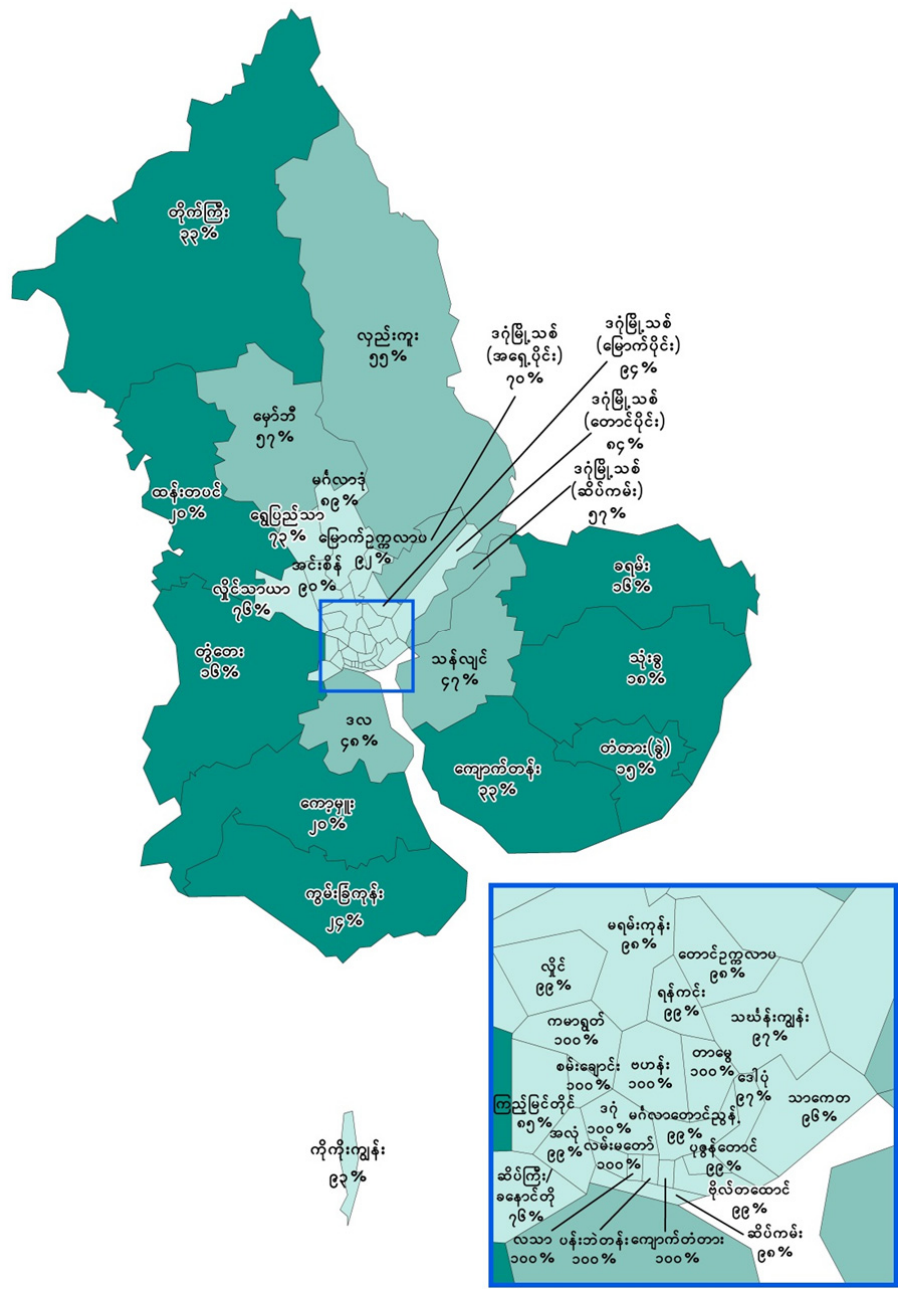 တိုက်ကြီး
၃၃%
လှည်းကူး
၅၅%
ဒဂုံမြို့သစ်
(အရှေ့ပိုင်း)
၇၀%
ဒဂုံမြို့သစ်
(မြောက်ပိုင်း)
၉၄%
ဒဂုံမြို့သစ်
(တောင်ပိုင်း)
၈၄%
ဒဂုံမြို့သစ်
(ဆိပ်ကမ်း)
၅၇%
မှော်ဘီ
၅၇%
မင်္ဂလာဒုံ
၈၉%
ထန်းတပင်
၂၀%
ရွှေပြည်သာ
၇၃%
မြောက်ဥက္ကလာပ
၉၂%
အင်းစိန်
၉၀%
လှိုင်သာယာ
၇၆%
ခရမ်း
၁၆%
တွံတေး
၁၆%
သန်လျင်
၄၇%
သုံးခွ
၁၈%
ဒလ
၄၈%
တံတား(ခွဲ)
၁၅%
ကျောက်တန်း
၃၃%
ကော့မှူး
၂၀%
ကွမ်းခြံကုန်း
၂၄%
ကိုကိုးကျွန်း
၉၃%
မရမ်းကုန်း
၉၈%
တောင်ဥက္ကလာပ
၉၈%
လှိုင်
၉၉%
ရန်ကင်း
၉၉%
သင်္ဃန်းကျွန်း
၉၇%
ကမာရွတ်
၁၀၀%
တာမွေ
၁၀၀%
စမ်းချောင်း
၁၀၀%
ဗဟန်း
၁၀၀%
ဒေါပုံ
၉၇%
သာကေတ
၉၆%
ကြည့်မြင်တိုင်
၈၅%
ဒဂုံ
၁၀၀%
မင်္ဂလာတောင်ညွန့်
၉၉%
အလုံ
၉၉%
လမ်းမတော်
၁၀၀%
ပုဇွန်တောင်
၉၉%
ဆိပ်ကြီး/
ခနောင်တို
၇၆%
ဗိုလ်တထောင်
၉၉%
လသာ
၁၀၀%
ပန်းဘဲတန်း
၁၀၀%
ကျောက်တံတား
၁၀၀%
ဆိပ်ကမ်း
၉၈%